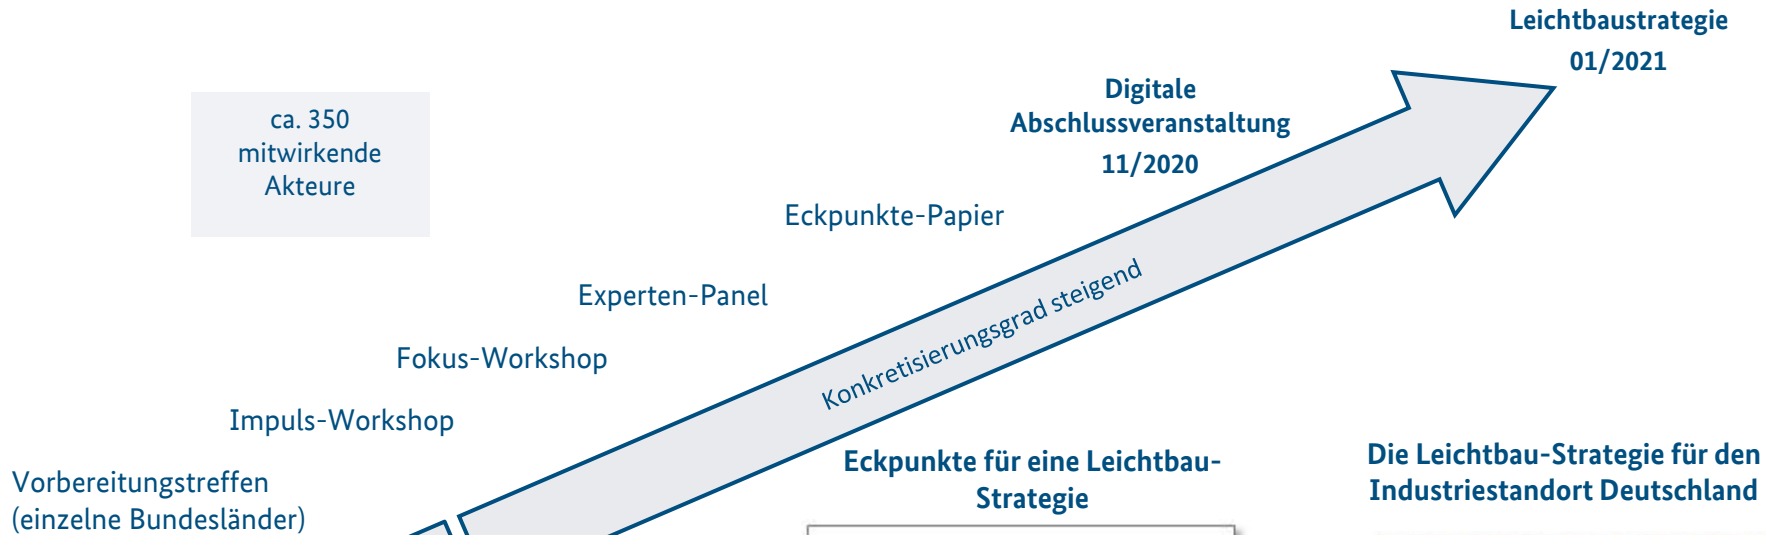 Leichtbaustrategie
01/2021
Digitale
Abschlussveranstaltung
11/2020
ca. 350
mitwirkende
Akteure
Eckpunkte-Papier
Experten-Panel
Konkretisierungsgrad steigend
Fokus-Workshop
Impuls-Workshop
Vorbereitungstreffen
(einzelne Bundesländer)
Eckpunkte für eine Leichtbau-
Strategie
Die Leichtbau-Strategie für den
Industriestandort Deutschland